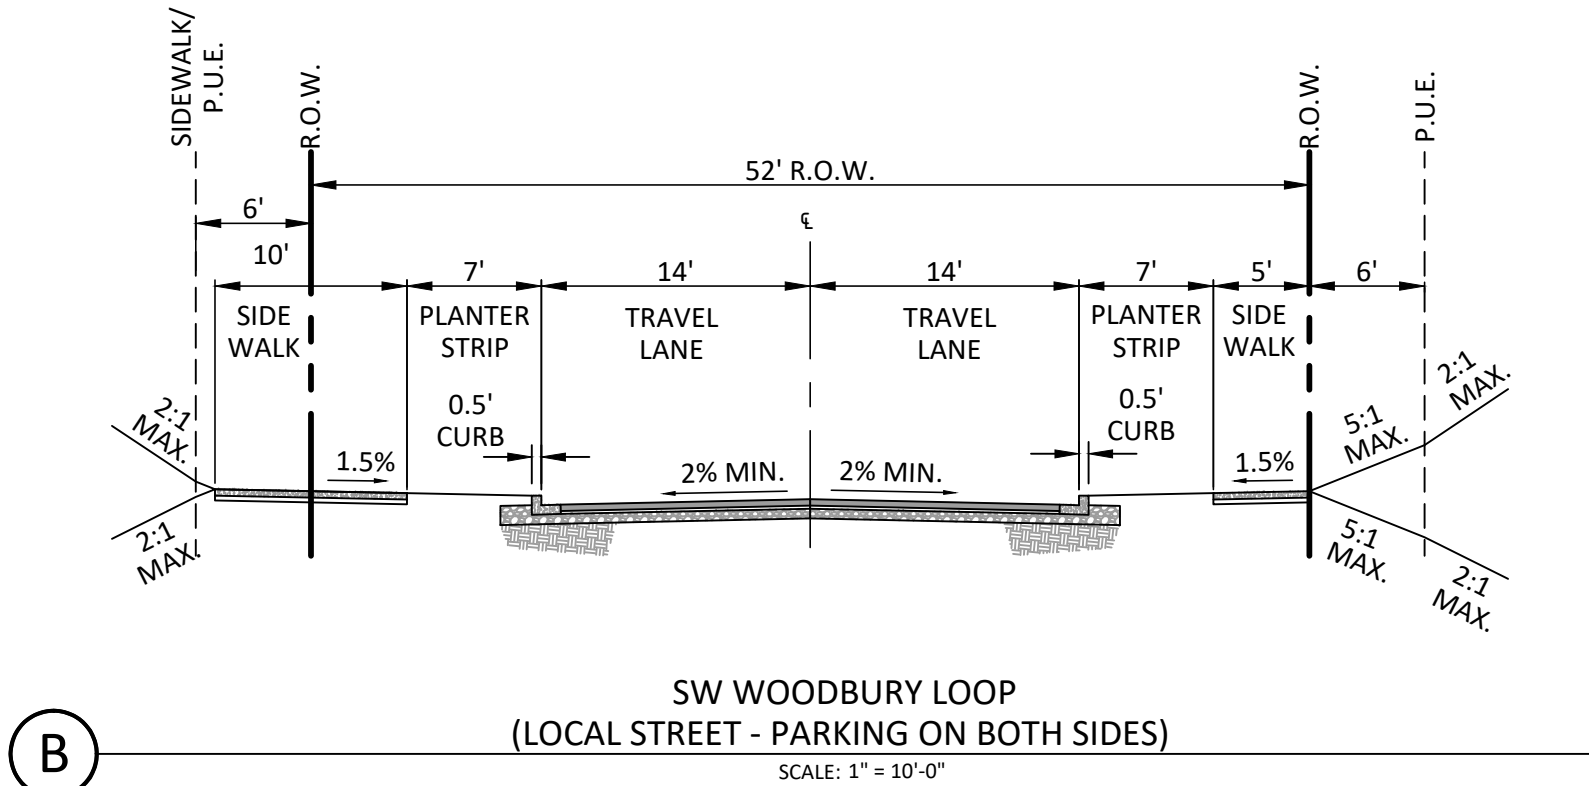 SIDEWALK/
P.U.E.
R.O.W.
R.O.W.
P.U.E.
52' R.O.W.
6'
℄
10'
7'
14'
14'
7'
5'
6'
SIDE
WALK
PLANTER
STRIP
TRAVEL
LANE
TRAVEL
LANE
PLANTER
STRIP
SIDE
WALK
0.5'
CURB
0.5'
CURB
2:1
MAX.
2:1
MAX.
1.5%
2% MIN.
2% MIN.
1.5%
5:1
MAX.
2:1
MAX.
5:1
MAX.
2:1
MAX.
SW WOODBURY LOOP
(LOCAL STREET - PARKING ON BOTH SIDES)
B
SCALE: 1" = 10'-0"